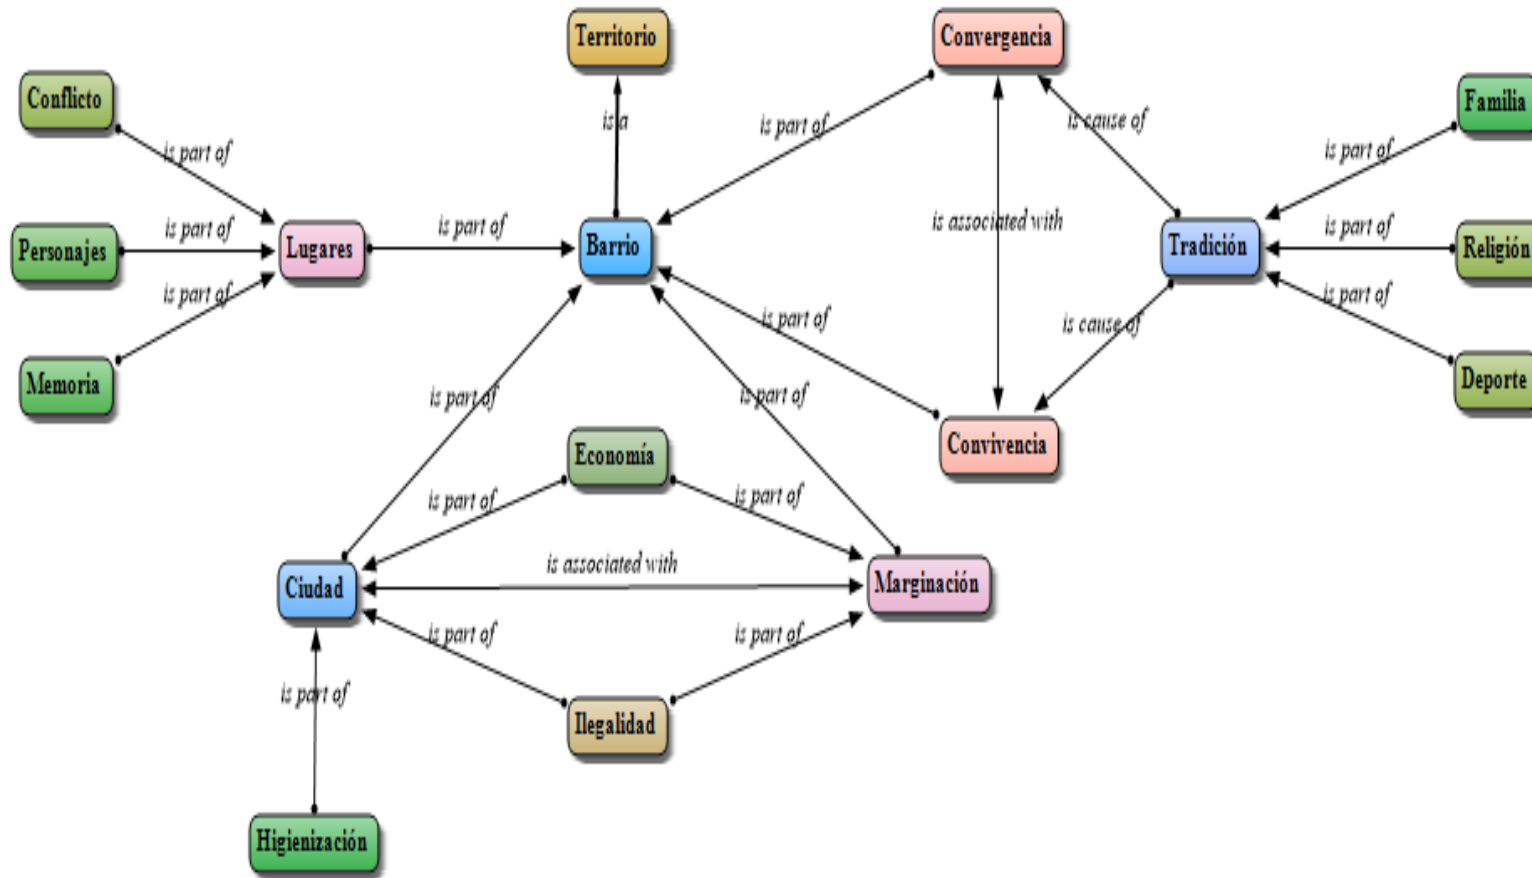 Territorio
Convergencia
Conflicto
Familia
is a
is part of
is cause of
is part of
is part of
is associated with
is part of
is part of
is part of
Personajes
Lugares
Barrio
Tradición
Religión
is part of
is part of
is cause of
is part of
Memoria
Deporte
is part of
is part of
Economía
Convivencia
is part of
is part of
is associated with
Ciudad
Marginación
is part of
is part of
is part of
Ilegalidad
Higienización